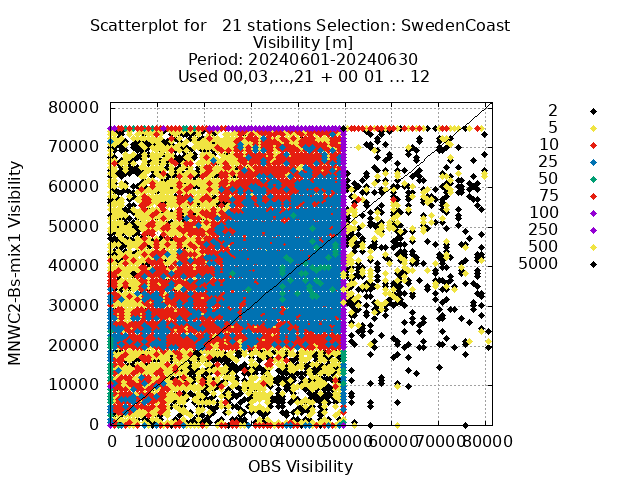 Scatterplot for   21 stations Selection: SwedenCoast
Visibility [m]
Period: 20240601-20240630
Used 00,03,...,21 + 00 01 ... 12
MNWC2-Bs-mix1 Visibility
80000
70000
60000
50000
40000
30000
20000
10000
0
0 10000 20000 30000 40000 50000 60000 70000 80000
OBS Visibility
2
5
10
25
50
75
100
250
500
5000